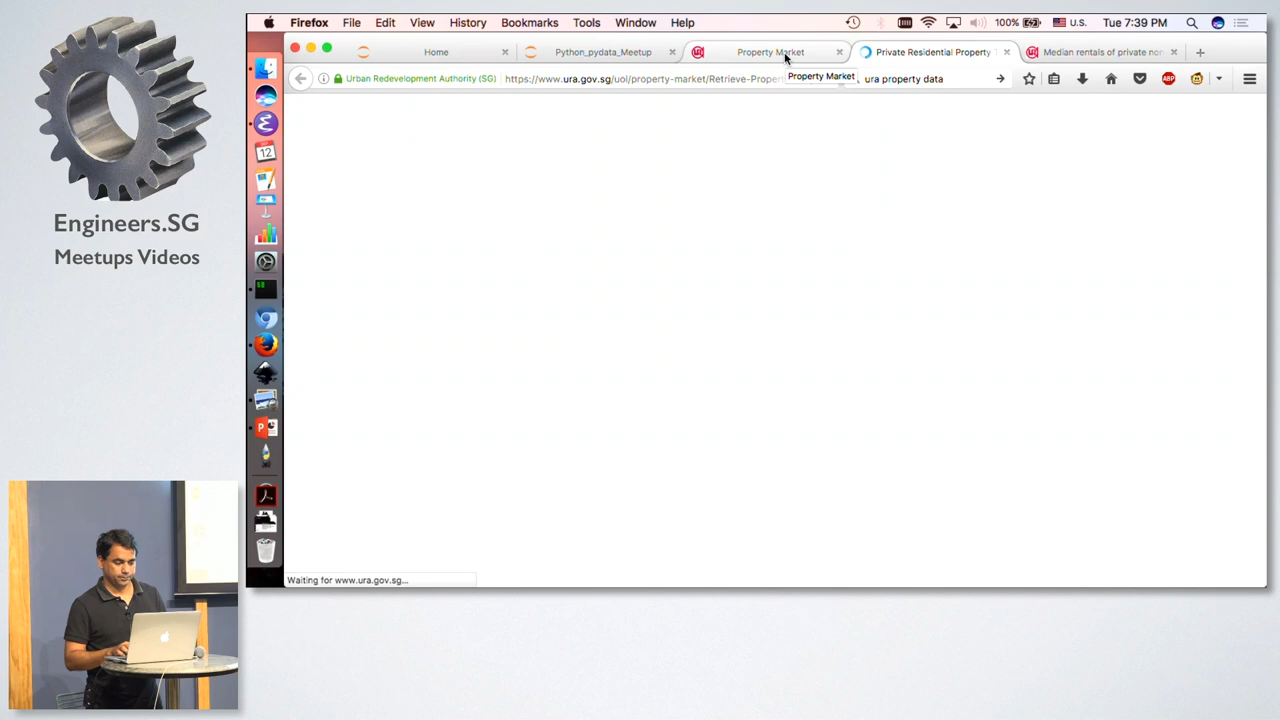 Engineers.SG
Meetups Videos
Firefox File Edit View History Bookmarks Tools Window Help 100% U.S. Tue 7:39 PM
Home Python_pydata_Meetup Property Market Private Residential Property Median rentals of private non
Urban Redevelopment Authority (SG) https://www.ura.gov.sg/uol/property-market/Retrieve-Proper ura property data
Property Market
ABP
12
Waiting for www.ura.gov.sg...